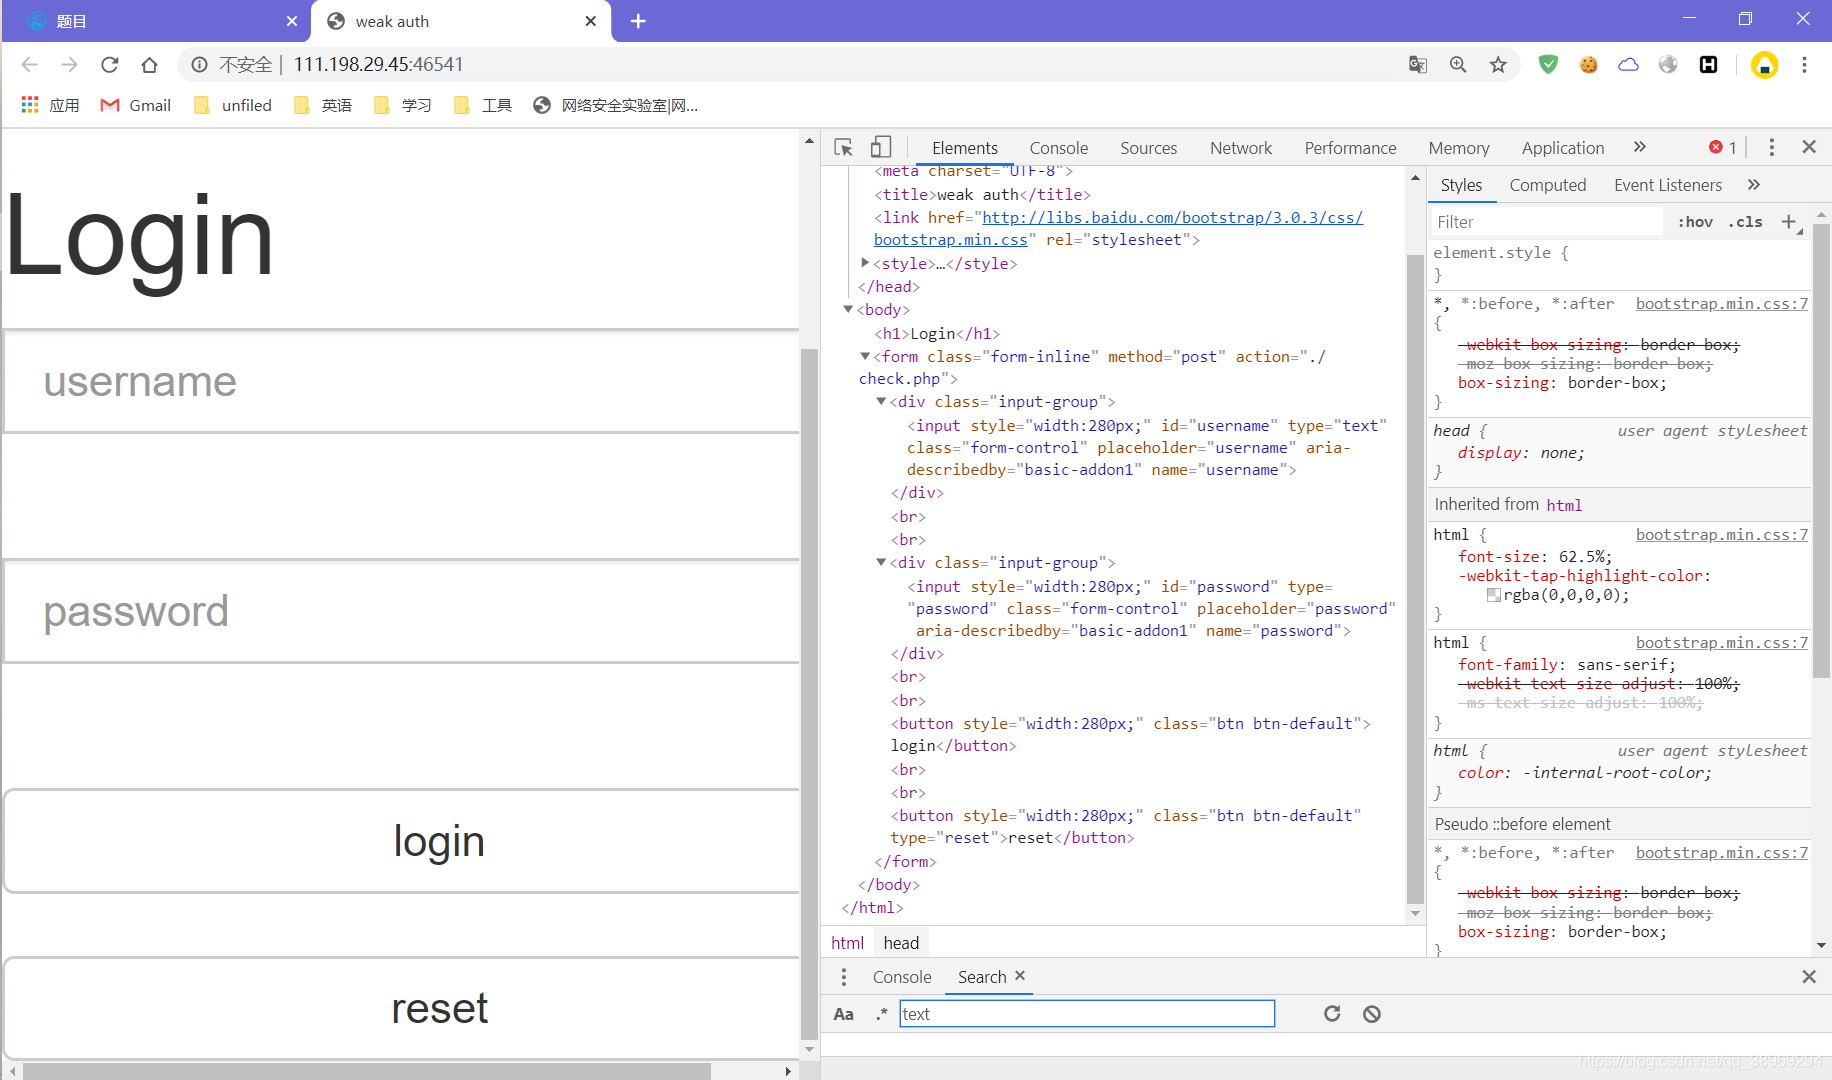 题目
weak auth
不安全 | 111.198.29.45:46541
应用 Gmail unfiled 英语 学习 工具 网络安全实验室|网...
Login
username
password
login
reset
Elements Console Sources Network Performance Memory Application » 1
<meta charset="UTF-8">
<title>weak auth</title>
<link href="http://libs.baidu.com/bootstrap/3.0.3/css/
bootstrap.min.css" rel="stylesheet">
<style>…</style>
</head>
<body>
<h1>Login</h1>
<form class="form-inline" method="post" action="./
check.php">
<div class="input-group">
<input style="width:280px;" id="username" type="text"
class="form-control" placeholder="username" aria-
describedby="basic-addon1" name="username">
</div>
<br>
<br>
<div class="input-group">
<input style="width:280px;" id="password" type=
"password" class="form-control" placeholder="password"
aria-describedby="basic-addon1" name="password">
</div>
<br>
<br>
<button style="width:280px;" class="btn btn-default">
login</button>
<br>
<br>
<button style="width:280px;" class="btn btn-default"
type="reset">reset</button>
</form>
</body>
</html>
html head
Styles Computed Event Listeners »
Filter :hov .cls +
element.style {
}
*, *:before, *:after bootstrap.min.css:7
{
-webkit-box-sizing: border-box;
-moz-box-sizing: border-box;
box-sizing: border-box;
}
head { user agent stylesheet
display: none;
}
Inherited from html
html { bootstrap.min.css:7
font-size: 62.5%;
-webkit-tap-highlight-color:
rgba(0,0,0,0);
}
html { bootstrap.min.css:7
font-family: sans-serif;
-webkit-text-size-adjust: 100%;
-ms-text-size-adjust: 100%;
}
html { user agent stylesheet
color: -internal-root-color;
}
Pseudo ::before element
*, *:before, *:after bootstrap.min.css:7
{
-webkit-box-sizing: border-box;
-moz-box-sizing: border-box;
box-sizing: border-box;
}
Console Search
Aa .* text
https://blog.csdn.net/qq_38969294